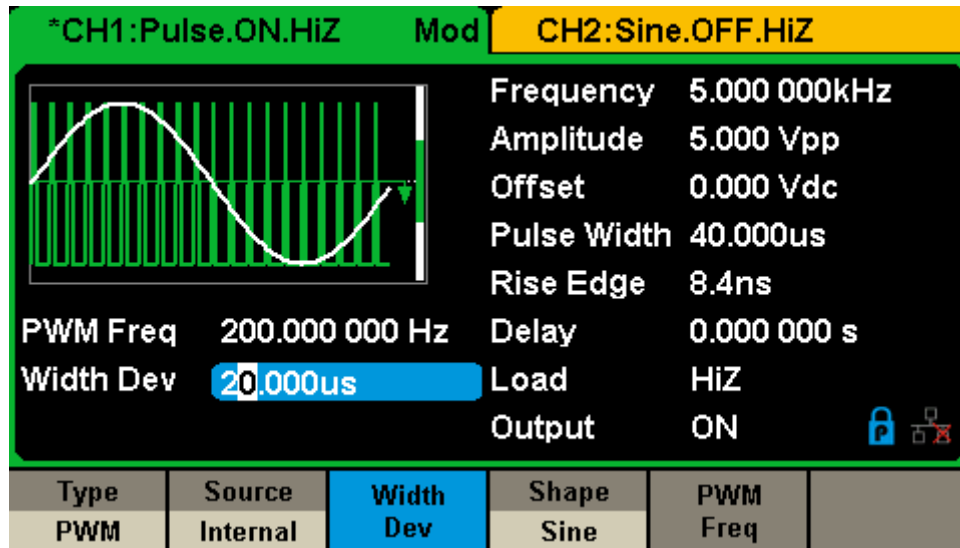 *CH1:Pulse.ON.HiZ Mod CH2:Sine.OFF.HiZ
Frequency 5.000 000kHz
Amplitude 5.000 Vpp
Offset 0.000 Vdc
Pulse Width 40.000us
Rise Edge 8.4ns
PWM Freq 200.000 000 Hz Delay 0.000 000 s
Width Dev 20.000us Load HiZ
Output ON P
Type Source Width Dev Shape PWM Freq
PWM Internal Sine